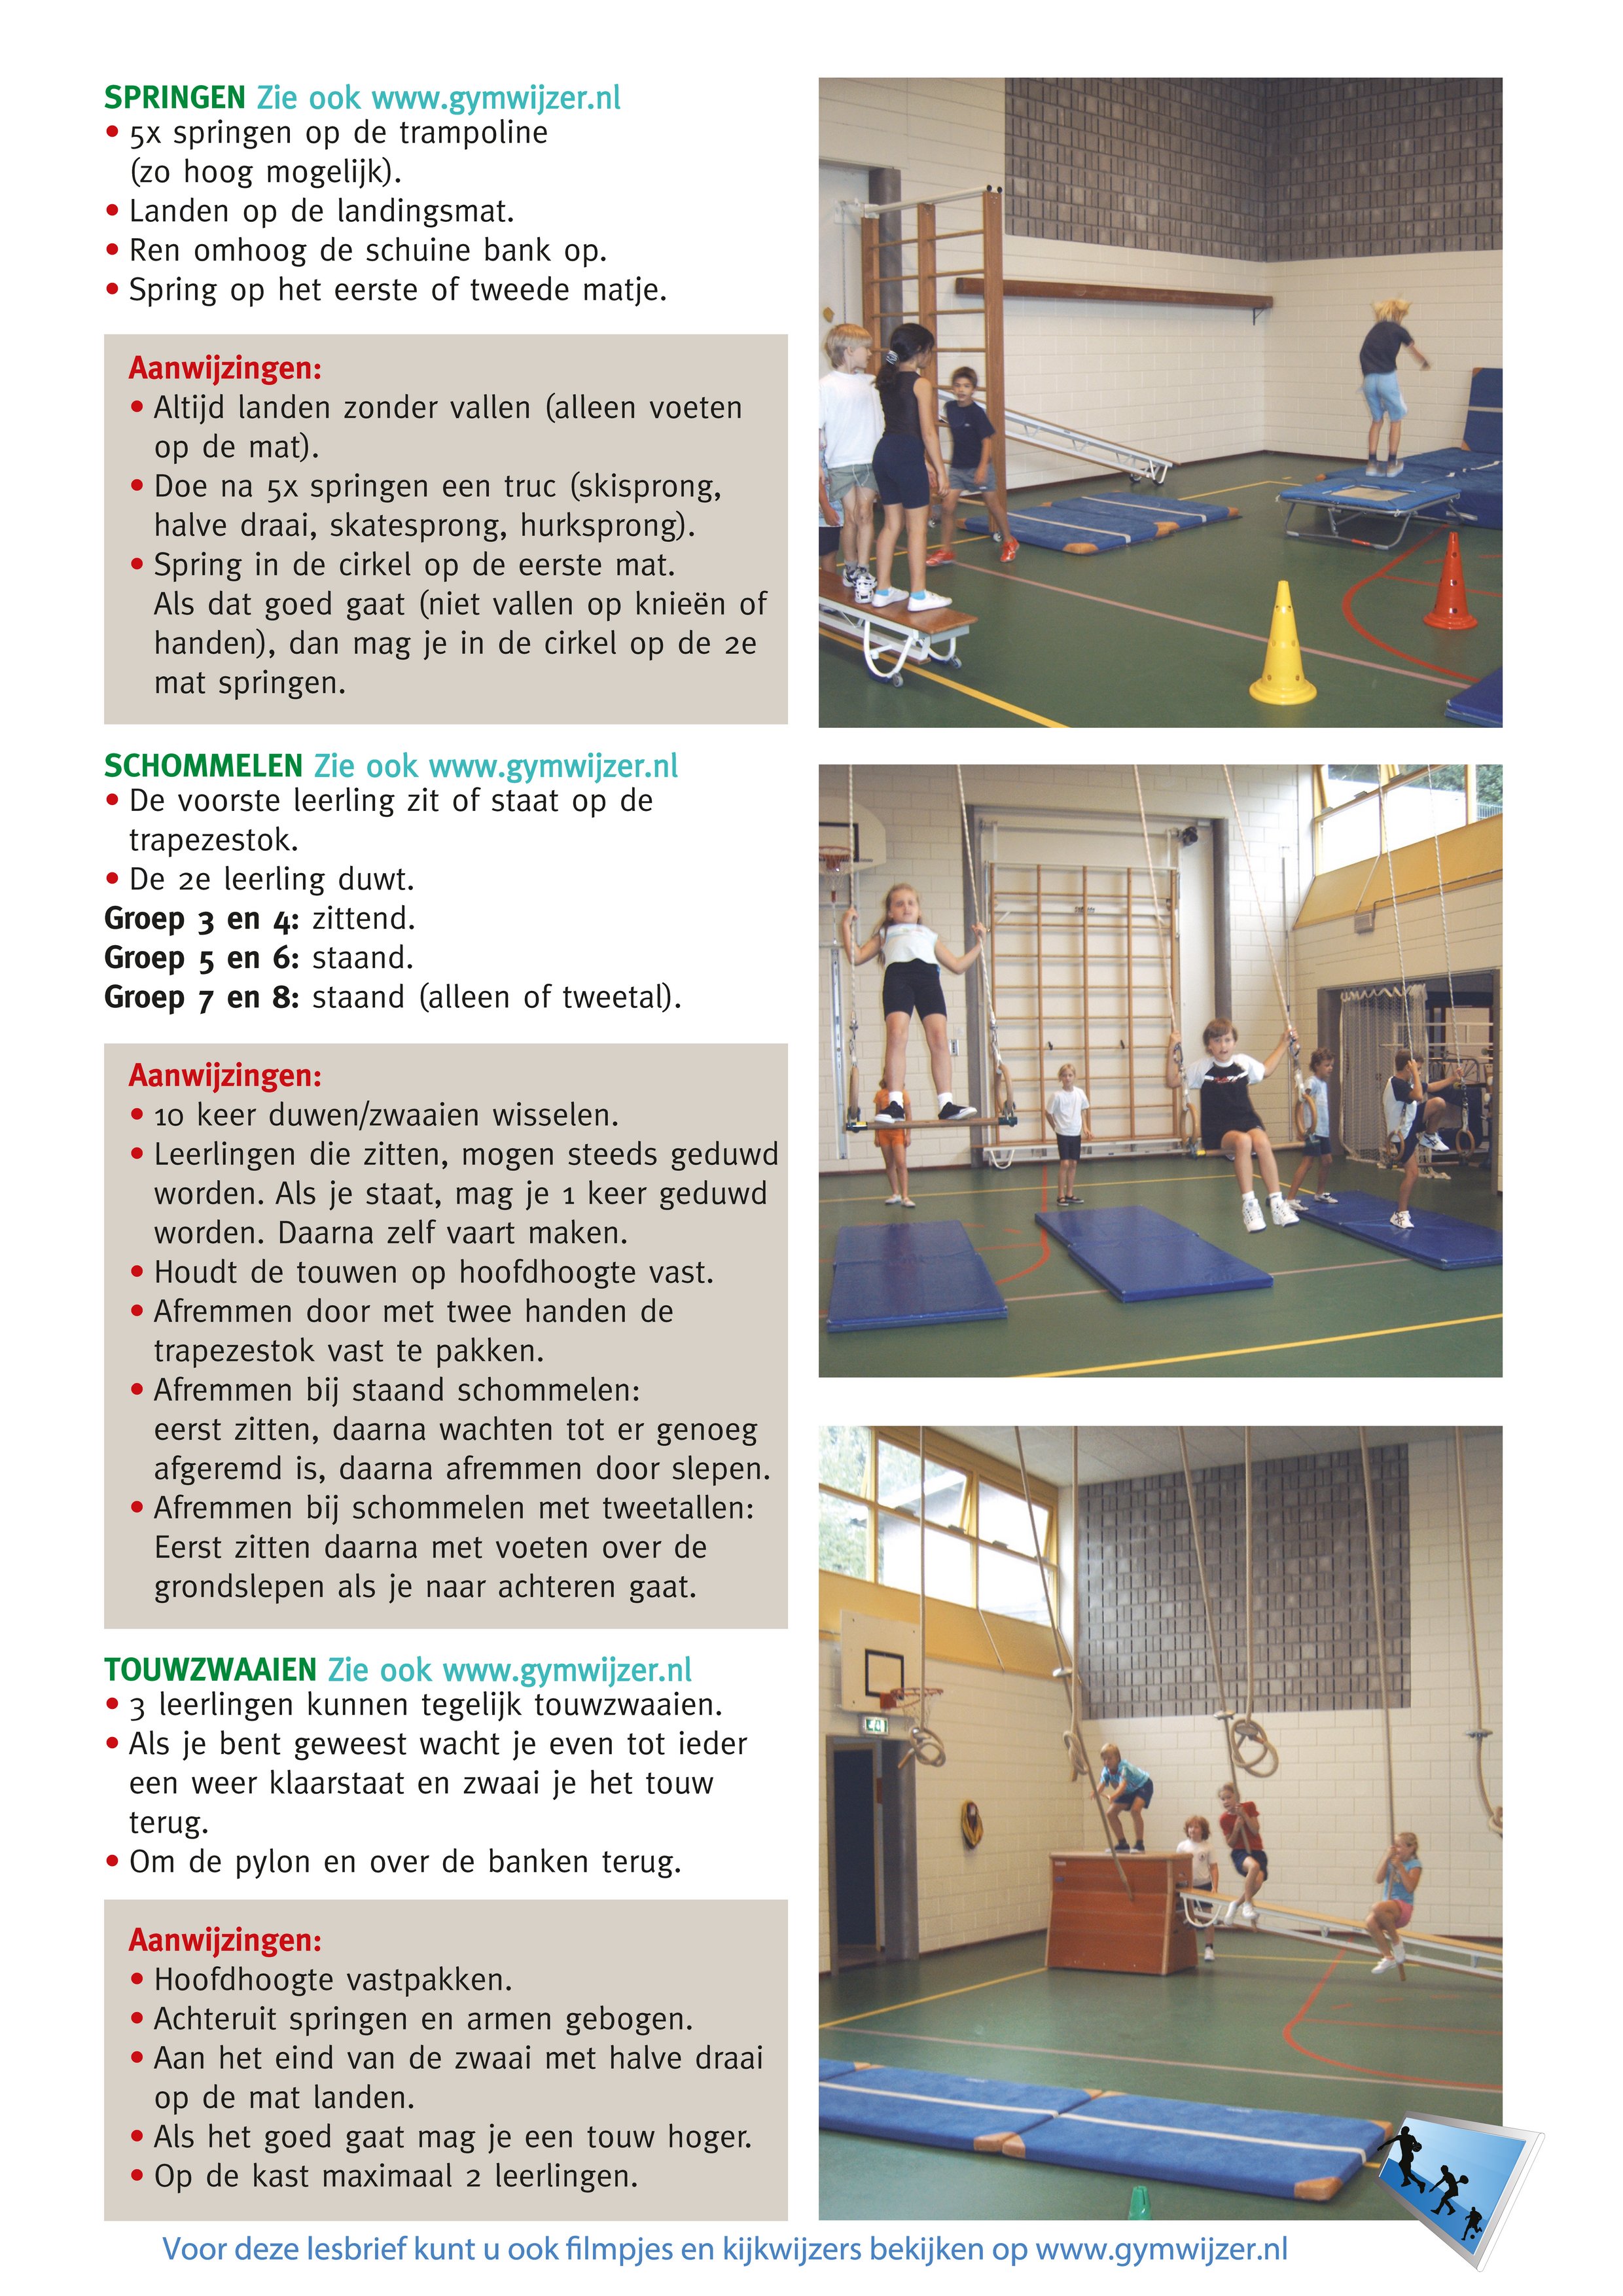 SPRINGEN Zie ook www.gymwijzer.nl
• 5x springen op de trampoline
(zo hoog mogelijk).
• Landen op de landingsmat.
• Ren omhoog de schuine bank op.
• Spring op het eerste of tweede matje.
Aanwijzingen:
• Altijd landen zonder vallen (alleen voeten
op de mat).
• Doe na 5x springen een truc (skisprong,
halve draai, skatesprong, hurksprong).
• Spring in de cirkel op de eerste mat.
Als dat goed gaat (niet vallen op knieën of
handen), dan mag je in de cirkel op de 2e
mat springen.
SCHOMMELEN Zie ook www.gymwijzer.nl
• De voorste leerling zit of staat op de
trapezestok.
• De 2e leerling duwt.
Groep 3 en 4: zittend.
Groep 5 en 6: staand.
Groep 7 en 8: staand (alleen of tweetal).
Aanwijzingen:
• 10 keer duwen/zwaaien wisselen.
• Leerlingen die zitten, mogen steeds geduwd
worden. Als je staat, mag je 1 keer geduwd
worden. Daarna zelf vaart maken.
• Houdt de touwen op hoofdhoogte vast.
• Afremmen door met twee handen de
trapezestok vast te pakken.
• Afremmen bij staand schommelen:
eerst zitten, daarna wachten tot er genoeg
afgeremd is, daarna afremmen door slepen.
• Afremmen bij schommelen met tweetallen:
Eerst zitten daarna met voeten over de
grondslepen als je naar achteren gaat.
TOUWZWAAIEN Zie ook www.gymwijzer.nl
• 3 leerlingen kunnen tegelijk touwzwaaien.
• Als je bent geweest wacht je even tot ieder
een weer klaarstaat en zwaai je het touw
terug.
• Om de pylon en over de banken terug.
Aanwijzingen:
• Hoofdhoogte vastpakken.
• Achteruit springen en armen gebogen.
• Aan het eind van de zwaai met halve draai
op de mat landen.
• Als het goed gaat mag je een touw hoger.
• Op de kast maximaal 2 leerlingen.
Voor deze lesbrief kunt u ook filmpjes en kijkwijzers bekijken op www.gymwijzer.nl